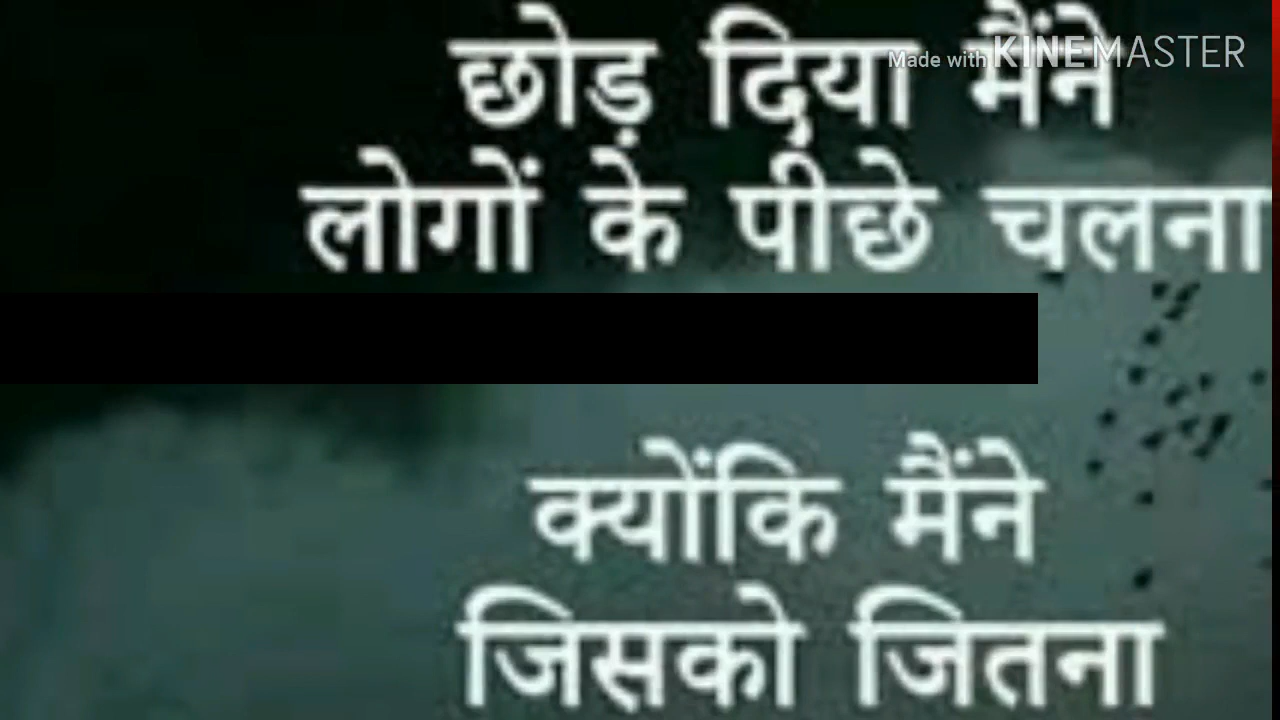 छोड़ दिया मैंने
Made with KINEMASTER
लोगों के पीछे चलना
क्योंकि मैंने
जिसको जितना